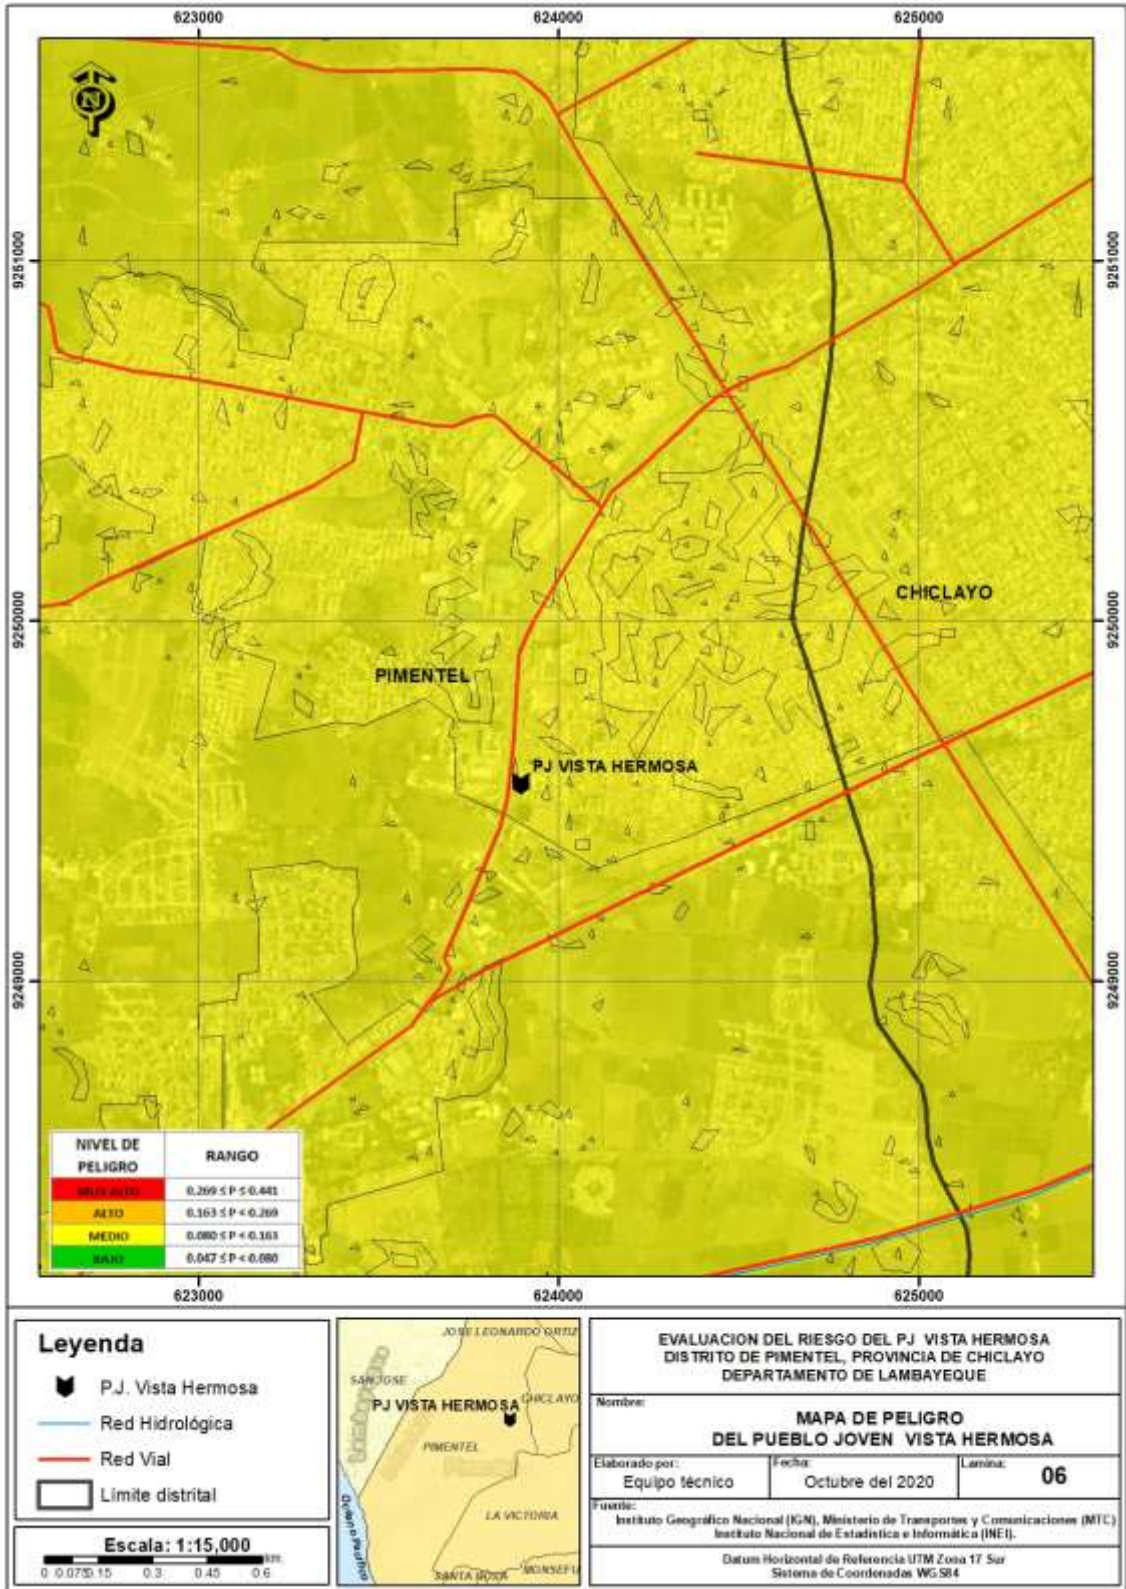 623000 624000 625000
N
9251000 9251000
CHICLAYO
9250000 9250000
PIMENTEL
PJ VISTA HERMOSA
9249000 9249000
NIVEL DE PELIGRO RANGO
MUY ALTO 0.269 ≤ P ≤ 0.441
ALTO 0.163 ≤ P < 0.269
MEDIO 0.080 ≤ P < 0.163
BAJO 0.047 ≤ P < 0.080
623000 624000 625000
Leyenda
P.J. Vista Hermosa
Red Hidrológica
Red Vial
Límite distrital
Escala: 1:15,000
0 0.075 0.15 0.3 0.45 0.6 km
JOSE LEONARDO ORTIZ
SAN JOSE
CHICLAYO
PJ VISTA HERMOSA
PIMENTEL
LA VICTORIA
Océano Pacífico
SANTA ROSA
MONSEFU
EVALUACION DEL RIESGO DEL PJ VISTA HERMOSA
DISTRITO DE PIMENTEL, PROVINCIA DE CHICLAYO
DEPARTAMENTO DE LAMBAYEQUE
Nombre:
MAPA DE PELIGRO
DEL PUEBLO JOVEN VISTA HERMOSA
Elaborado por: Fecha: Lamina:
Equipo técnico Octubre del 2020 06
Fuente:
Instituto Geográfico Nacional (IGN), Ministerio de Transportes y Comunicaciones (MTC)
Instituto Nacional de Estadística e Informática (INEI).
Datum Horizontal de Referencia UTM Zona 17 Sur
Sistema de Coordenadas WGS84